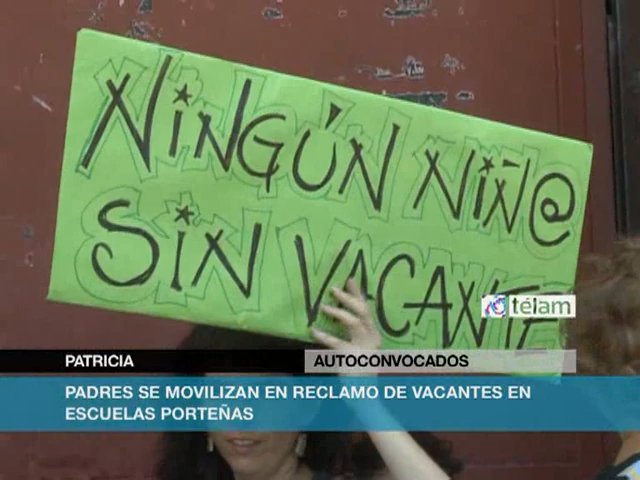 NINGÚN NIÑ@
SIN VACANTE
télam
PATRICIA
AUTOCONVOCADOS
PADRES SE MOVILIZAN EN RECLAMO DE VACANTES EN
ESCUELAS PORTEÑAS